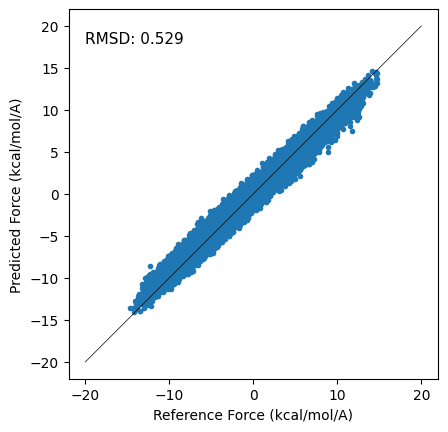 RMSD: 0.529
20
15
10
5
0
−5
−10
−15
−20
Predicted Force (kcal/mol/A)
−20 −10 0 10 20
Reference Force (kcal/mol/A)